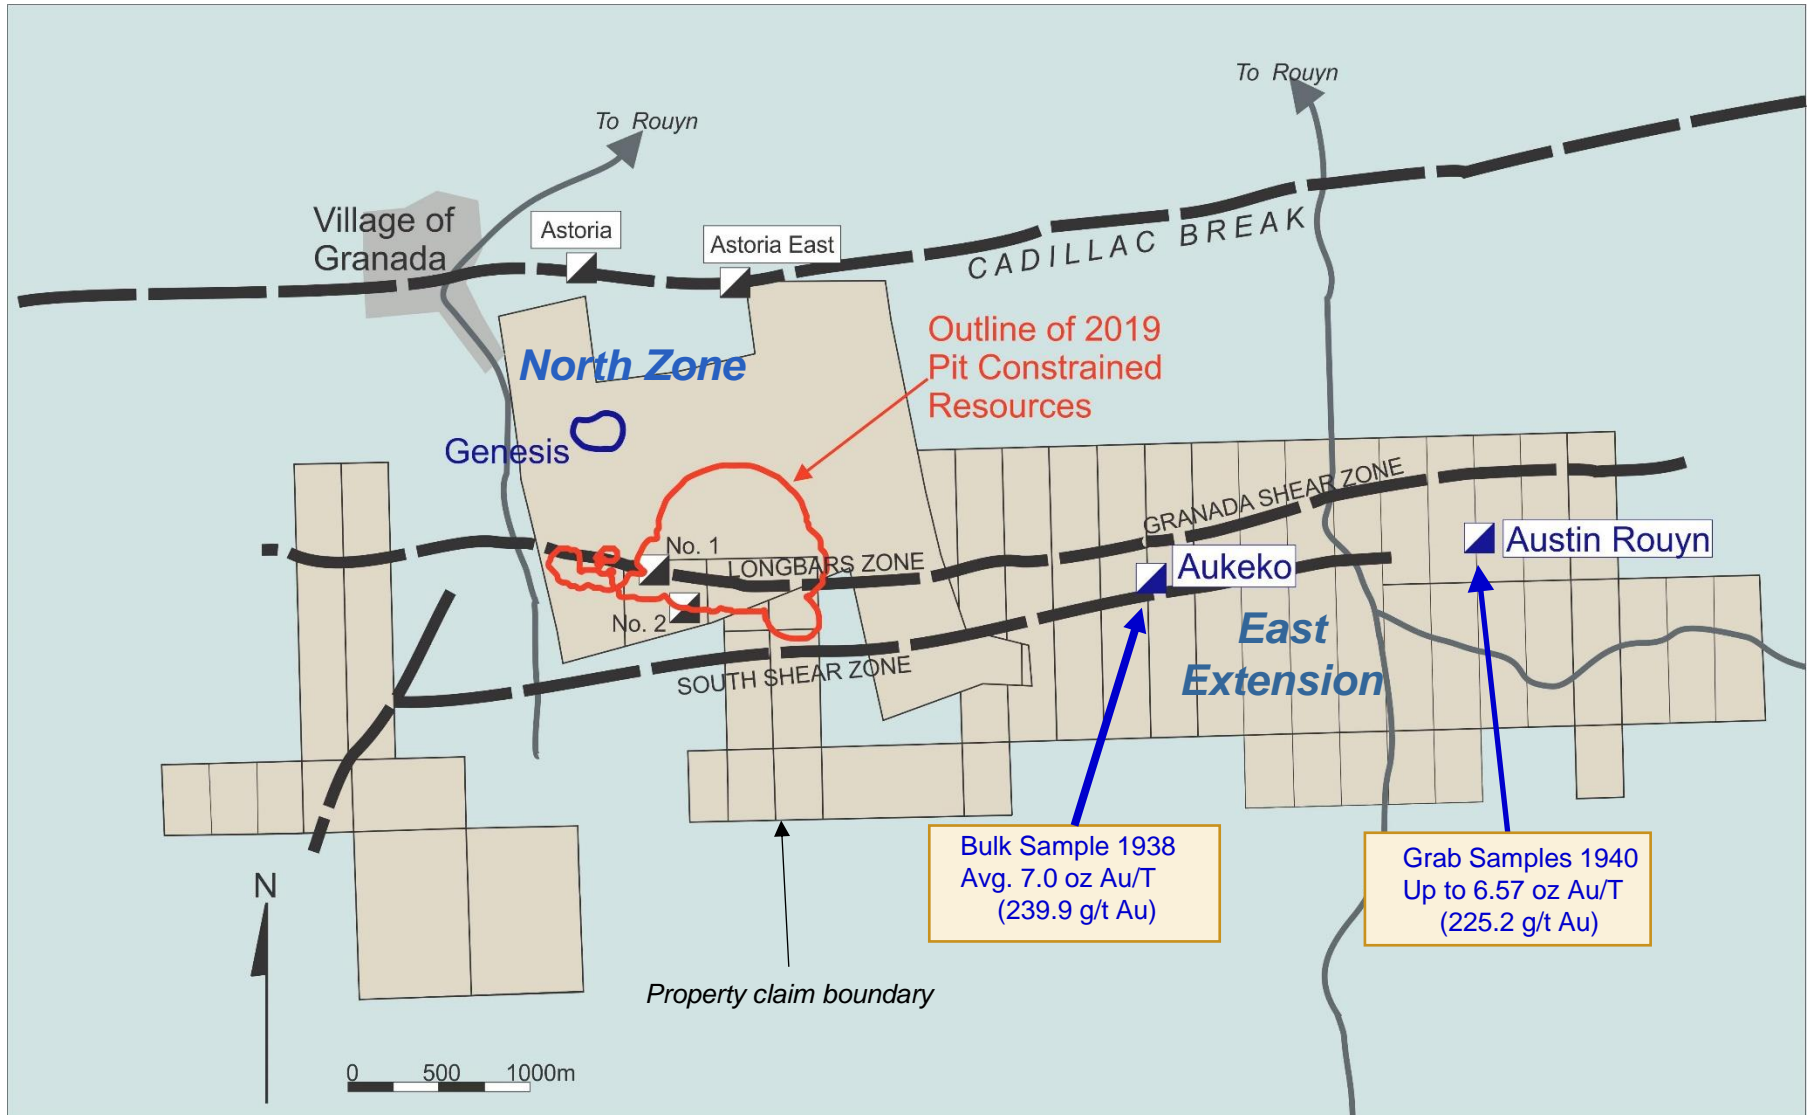 To Rouyn
To Rouyn
Village of
Granada
Astoria
Astoria East
CADILLAC BREAK
North Zone
Outline of 2019
Pit Constrained
Resources
Genesis
GRANADA SHEAR ZONE
No. 1
LONGBARS ZONE
Aukeko
Austin Rouyn
No. 2
East
Extension
SOUTH SHEAR ZONE
Bulk Sample 1938
Avg. 7.0 oz Au/T
(239.9 g/t Au)
Grab Samples 1940
Up to 6.57 oz Au/T
(225.2 g/t Au)
N
Property claim boundary
0 500 1000m